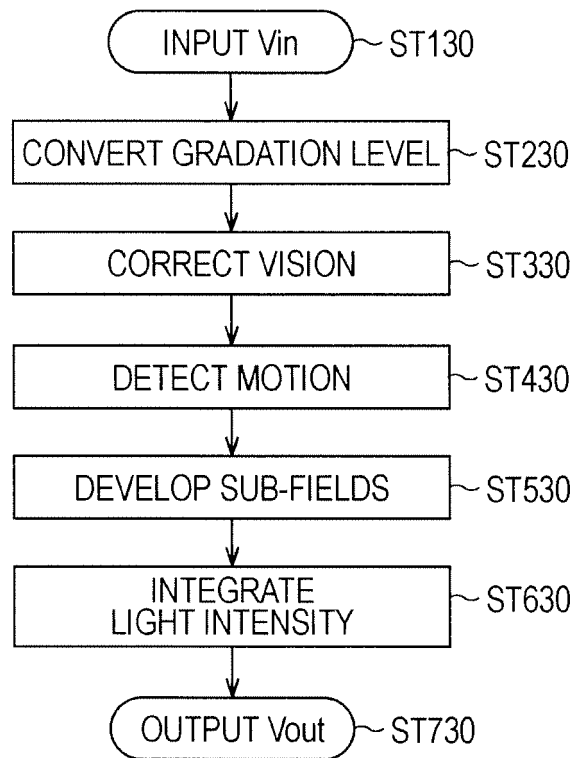 INPUT Vin
ST130
CONVERT GRADATION LEVEL
ST230
CORRECT VISION
ST330
DETECT MOTION
ST430
DEVELOP SUB-FIELDS
ST530
INTEGRATE
LIGHT INTENSITY
ST630
OUTPUT Vout
ST730